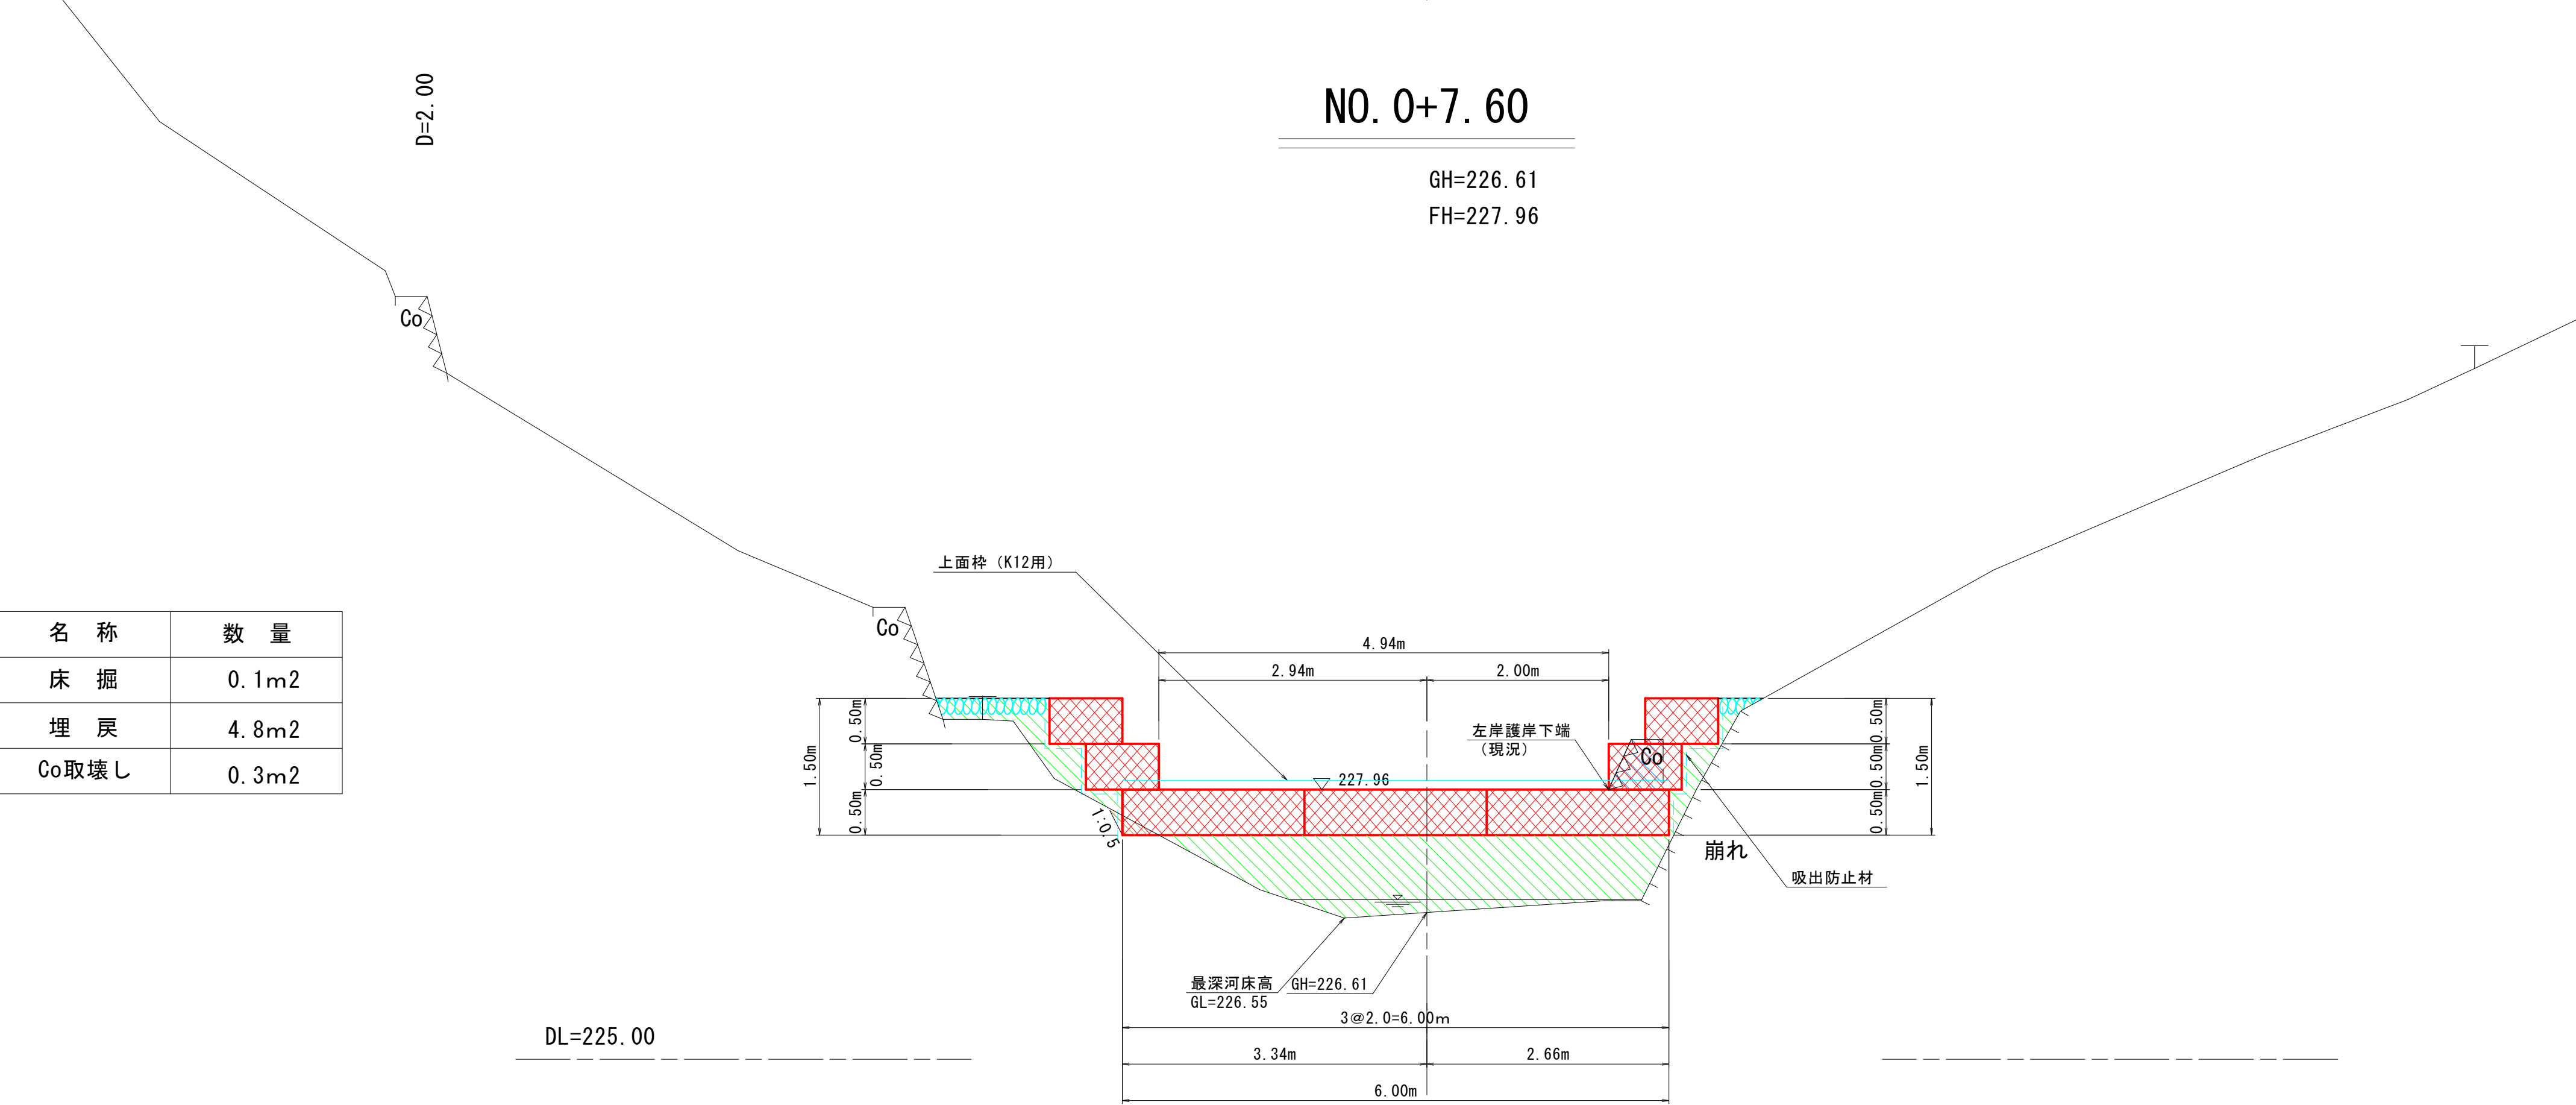 D=2.00
NO.0+7.60
GH=226.61
FH=227.96
Co
上面枠（K12用）
Co
名 称 数 量
床 掘 0.1m2
埋 戻 4.8m2
Co取壊し 0.3m2
4.94m
2.94m 2.00m
左岸護岸下端
（現況）
Co
227.96
1.50m
0.50m
0.50m
0.50m
0.50m
0.50m
0.50m
1.50m
1:0.5
崩れ
吸出防止材
最深河床高
GL=226.55
GH=226.61
3@2.0=6.00m
DL=225.00
3.34m 2.66m
6.00m